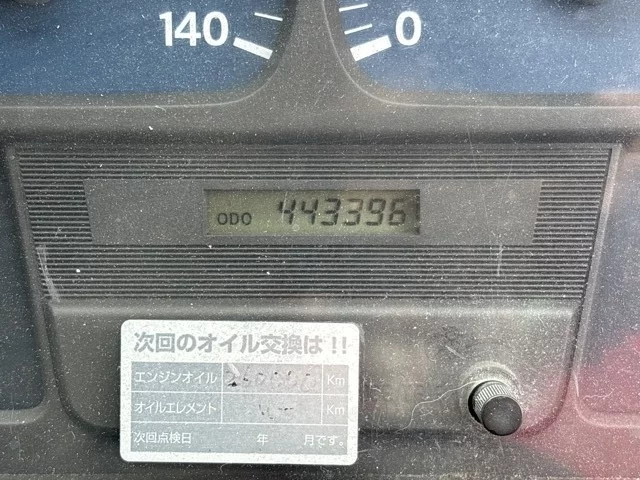 140 0
ODO 443396
次回のオイル交換は!!
エンジンオイル Km
オイルエレメント Km
次回点検日 年 月です。